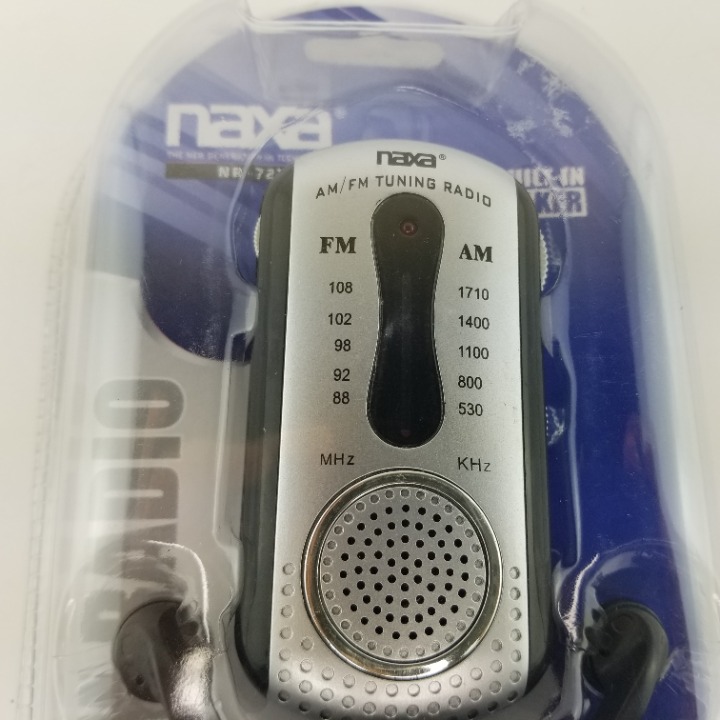 naxa®
naxa®
AM/FM TUNING RADIO
FM AM
108 1710
102 1400
98 1100
92 800
88 530
MHz KHz
RADIO